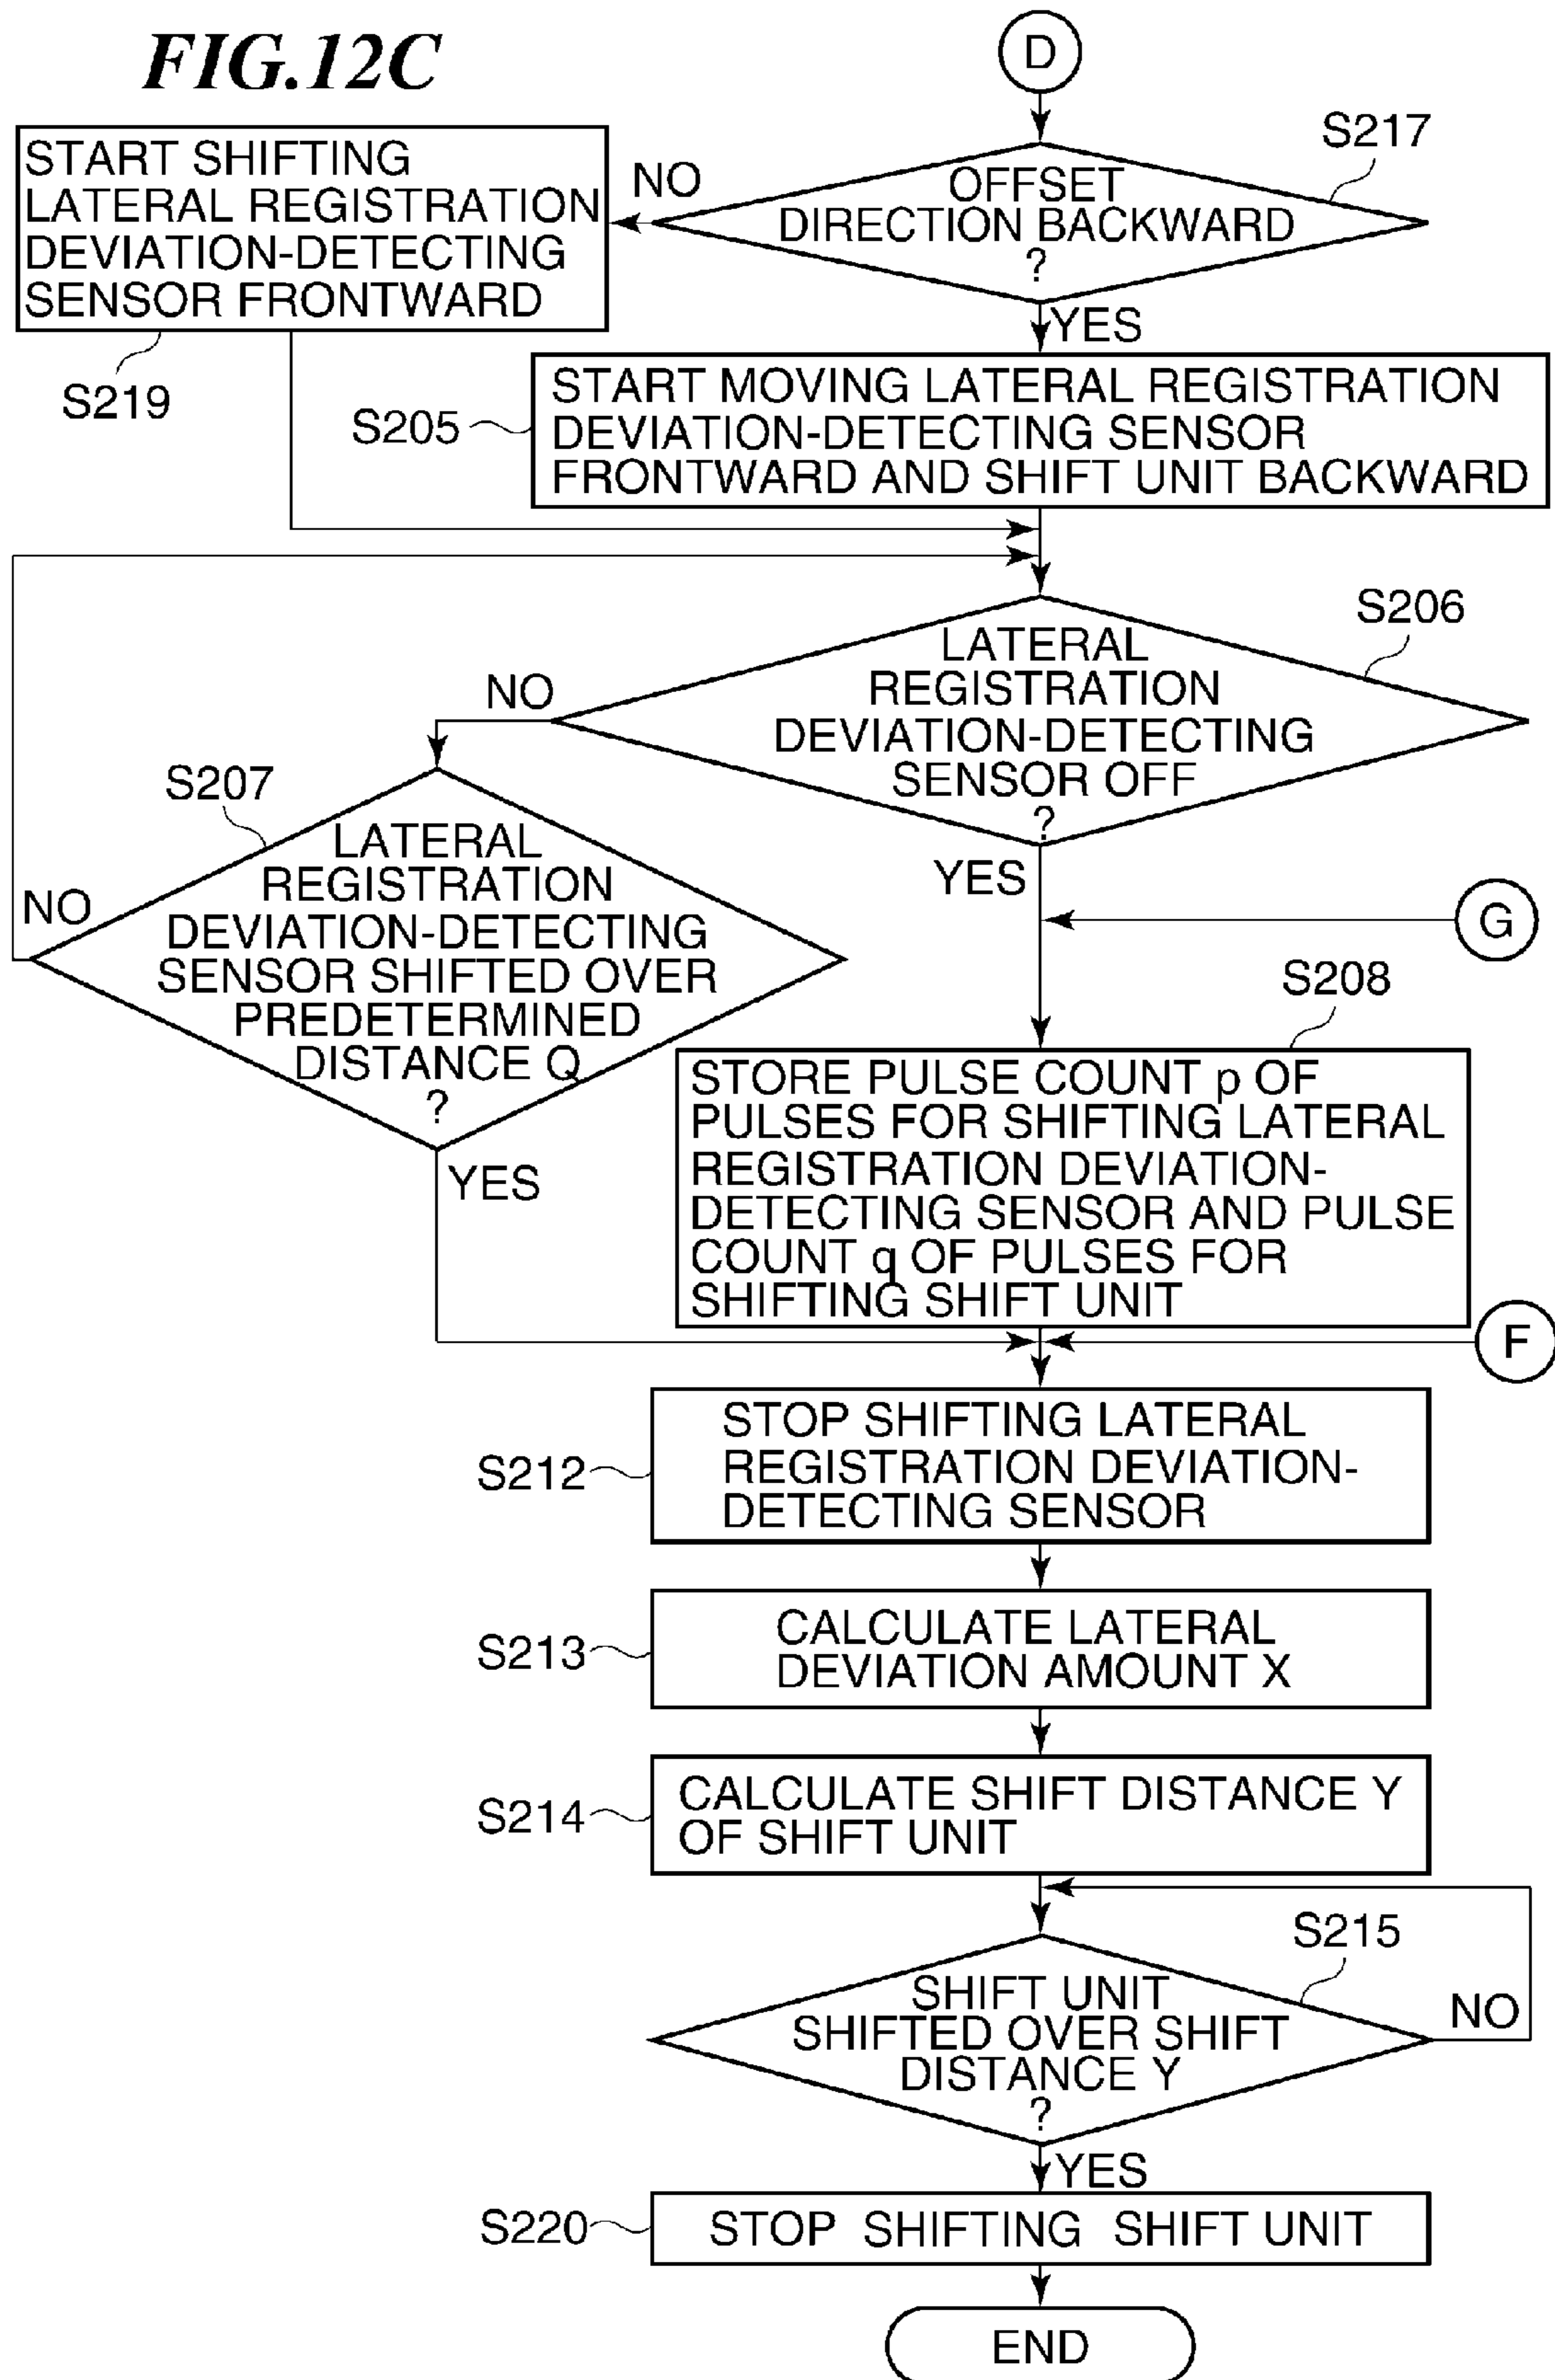 FIG.12C
D
S217
OFFSET
DIRECTION BACKWARD
?
NO
YES
START SHIFTING
LATERAL REGISTRATION
DEVIATION-DETECTING
SENSOR FRONTWARD
S219
S205
START MOVING LATERAL REGISTRATION
DEVIATION-DETECTING SENSOR
FRONTWARD AND SHIFT UNIT BACKWARD
S206
LATERAL
REGISTRATION
DEVIATION-DETECTING
SENSOR OFF
?
NO
YES
S207
LATERAL
REGISTRATION
DEVIATION-DETECTING
SENSOR SHIFTED OVER
PREDETERMINED
DISTANCE Q
?
NO
YES
G
S208
STORE PULSE COUNT p OF
PULSES FOR SHIFTING LATERAL
REGISTRATION DEVIATION-
DETECTING SENSOR AND PULSE
COUNT q OF PULSES FOR
SHIFTING SHIFT UNIT
F
S212
STOP SHIFTING LATERAL
REGISTRATION DEVIATION-
DETECTING SENSOR
S213
CALCULATE LATERAL
DEVIATION AMOUNT X
S214
CALCULATE SHIFT DISTANCE Y
OF SHIFT UNIT
S215
SHIFT UNIT
SHIFTED OVER SHIFT
DISTANCE Y
?
NO
YES
S220
STOP SHIFTING SHIFT UNIT
END